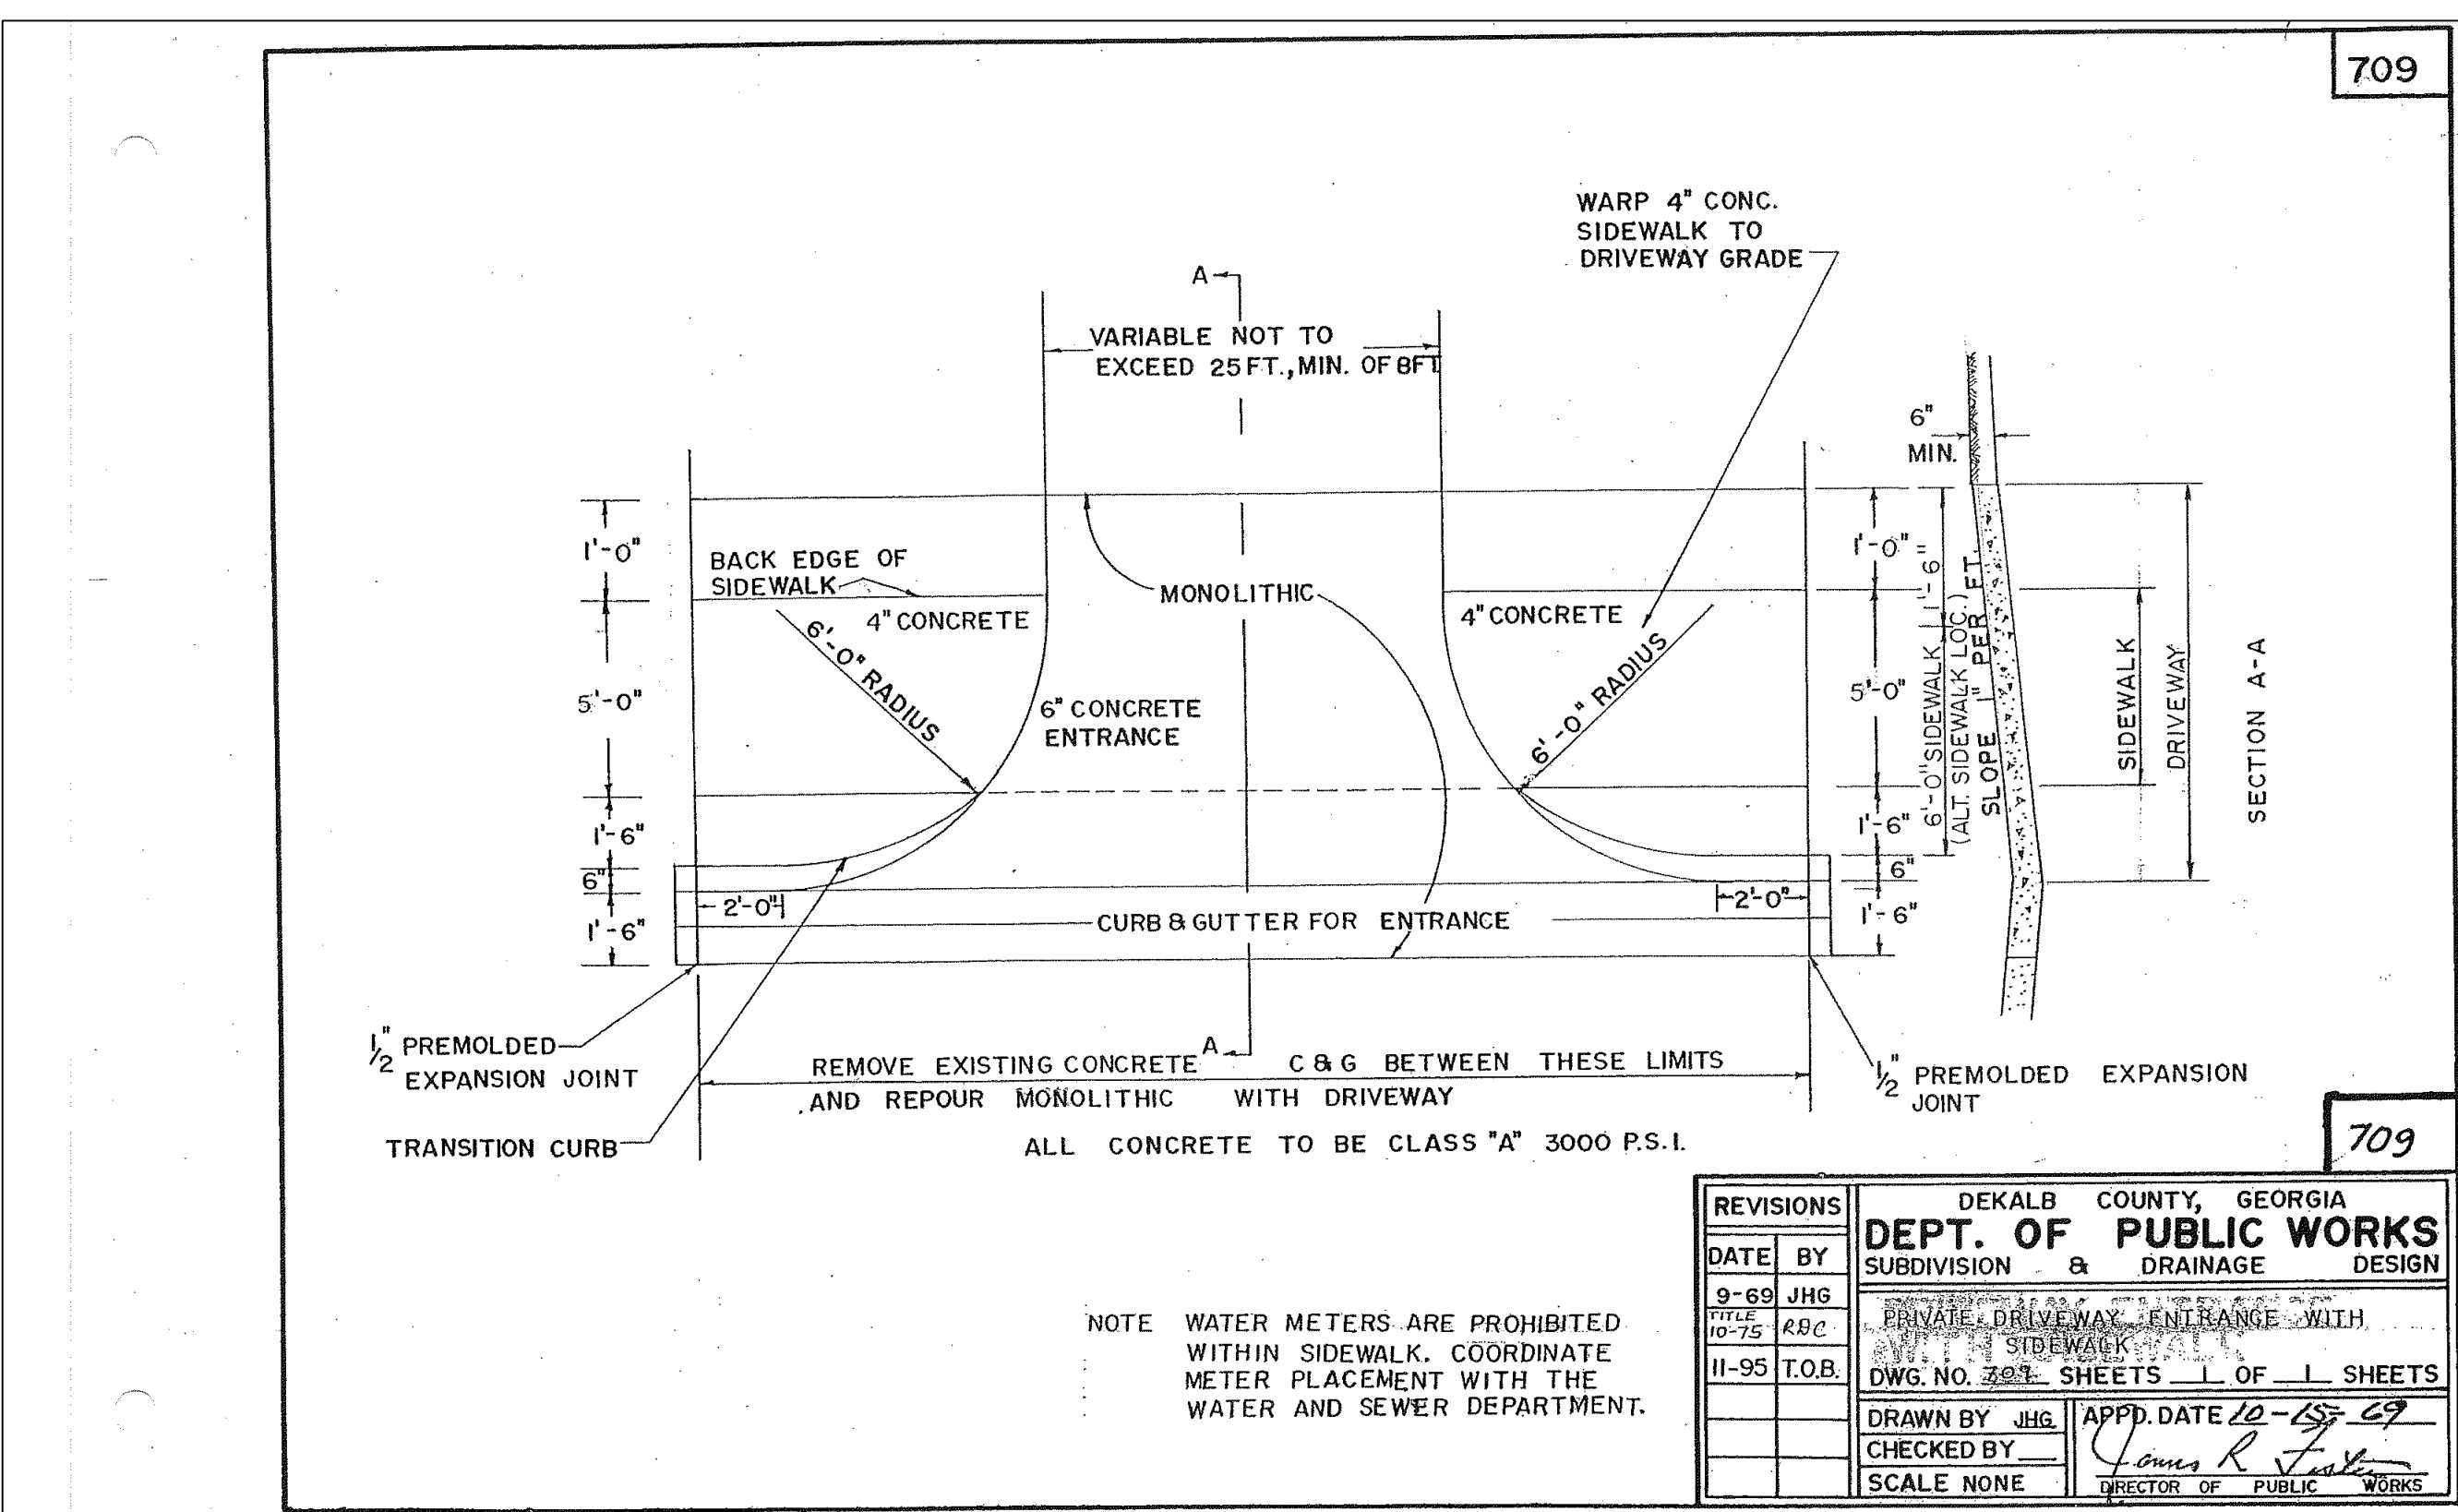 709
WARP 4" CONC.
SIDEWALK TO
DRIVEWAY GRADE
A
VARIABLE NOT TO
EXCEED 25 FT., MIN. OF 8FT
6"
MIN.
1'-0"
BACK EDGE OF
SIDEWALK
4" CONCRETE
MONOLITHIC
4" CONCRETE
1'-0"
1'-6"
6'-0" RADIUS
6'-0" RADIUS
5'-0"
6" CONCRETE
ENTRANCE
5'-0"
6'-0" SIDEWALK
(ALT. SIDEWALK LOC.)
SLOPE 1" PER FT.
SIDEWALK
DRIVEWAY
SECTION A-A
1'-6"
1'-6"
6"
6"
2'-0"
2'-0"
1'-6"
CURB & GUTTER FOR ENTRANCE
1'-6"
1/2" PREMOLDED
EXPANSION JOINT
A
REMOVE EXISTING CONCRETE C & G BETWEEN THESE LIMITS
AND REPOUR MONOLITHIC WITH DRIVEWAY
1/2" PREMOLDED EXPANSION
JOINT
TRANSITION CURB
ALL CONCRETE TO BE CLASS "A" 3000 P.S.I.
709
REVISIONS
DATE BY
9-69 JHG
TITLE
10-75 RDC
11-95 T.O.B.
DEKALB COUNTY, GEORGIA
DEPT. OF PUBLIC WORKS
SUBDIVISION & DRAINAGE DESIGN
PRIVATE DRIVEWAY ENTRANCE WITH
SIDEWALK
DWG. NO. 709 SHEETS 1 OF 1 SHEETS
DRAWN BY JHG
APPD. DATE 10-15-69
CHECKED BY
James R
SCALE NONE
DIRECTOR OF PUBLIC WORKS
NOTE WATER METERS ARE PROHIBITED
WITHIN SIDEWALK. COORDINATE
METER PLACEMENT WITH THE
WATER AND SEWER DEPARTMENT.